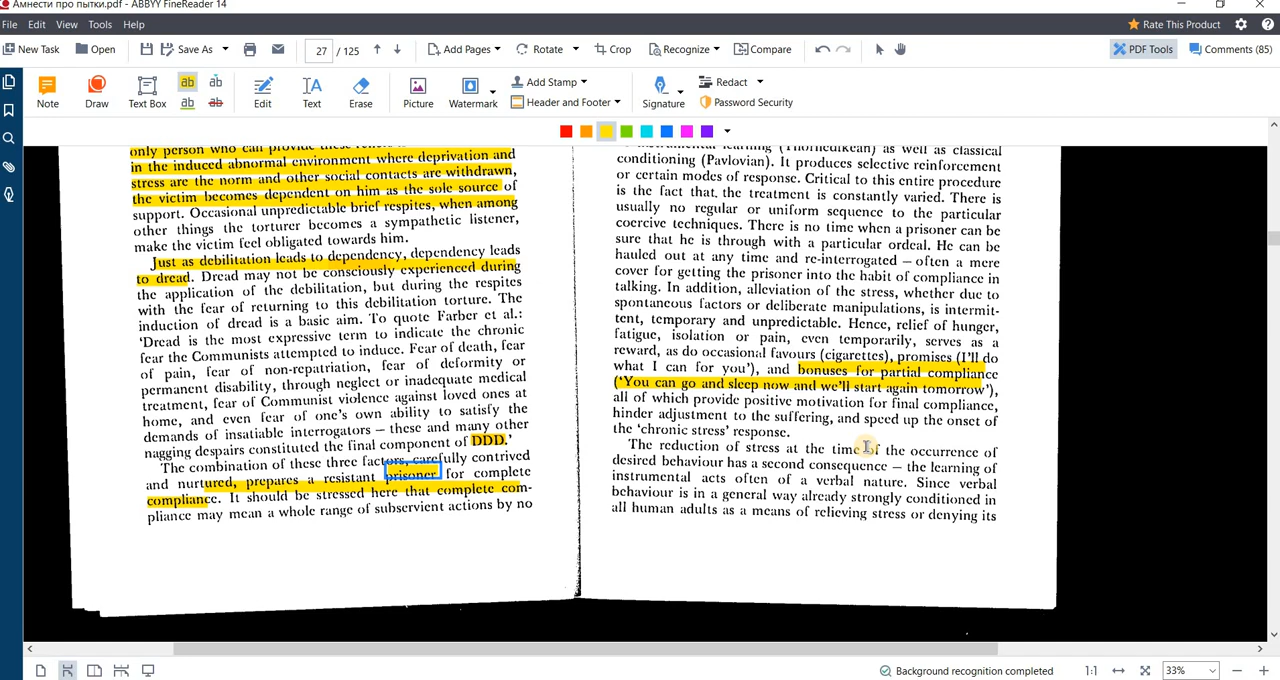 Амнести про пытки.pdf - ABBYY FineReader 14
File Edit View Tools Help
Rate This Product
New Task Open Save As 27 / 125 Add Pages Rotate Crop Recognize Compare PDF Tools Comments (85)
Note Draw Text Box Edit Text Erase Picture Watermark Add Stamp Header and Footer Signature Redact Password Security
only person who can provide these
in the induced abnormal environment where deprivation and
stress are the norm and other social contacts are withdrawn,
the victim becomes dependent on him as the sole source of
support. Occasional unpredictable brief respites, when among
other things the torturer becomes a sympathetic listener,
make the victim feel obligated towards him.
Just as debilitation leads to dependency, dependency leads
to dread. Dread may not be consciously experienced during
the application of the debilitation, but during the respites
with the fear of returning to this debilitation torture. The
induction of dread is a basic aim. To quote Farber et al.:
'Dread is the most expressive term to indicate the chronic
fear the Communists attempted to induce. Fear of death, fear
of pain, fear of non-repatriation, fear of deformity or
permanent disability, through neglect or inadequate medical
treatment, fear of Communist violence against loved ones at
home, and even fear of one's own ability to satisfy the
demands of insatiable interrogators – these and many other
nagging despairs constituted the final component of DDD.'
The combination of these three factors, carefully contrived
and nurtured, prepares a resistant prisoner for complete
compliance. It should be stressed here that complete com-
pliance may mean a whole range of subservient actions by no
instrumental learning (Thorndikean) as well as classical
conditioning (Pavlovian). It produces selective reinforcement
or certain modes of response. Critical to this entire procedure
is the fact that the treatment is constantly varied. There is
usually no regular or uniform sequence to the particular
coercive techniques. There is no time when a prisoner can be
sure that he is through with a particular ordeal. He can be
hauled out at any time and re-interrogated – often a mere
cover for getting the prisoner into the habit of compliance in
talking. In addition, alleviation of the stress, whether due to
spontaneous factors or deliberate manipulations, is intermit-
tent, temporary and unpredictable. Hence, relief of hunger,
fatigue, isolation or pain, even temporarily, serves as a
reward, as do occasional favours (cigarettes), promises ('I'll do
what I can for you'), and bonuses for partial compliance
('You can go and sleep now and we'll start again tomorrow'),
all of which provide positive motivation for final compliance,
hinder adjustment to the suffering, and speed up the onset of
the 'chronic stress' response.
The reduction of stress at the time of the occurrence of
desired behaviour has a second consequence – the learning of
instrumental acts often of a verbal nature. Since verbal
behaviour is in a general way already strongly conditioned in
all human adults as a means of relieving stress or denying its
Background recognition completed 1:1 33%